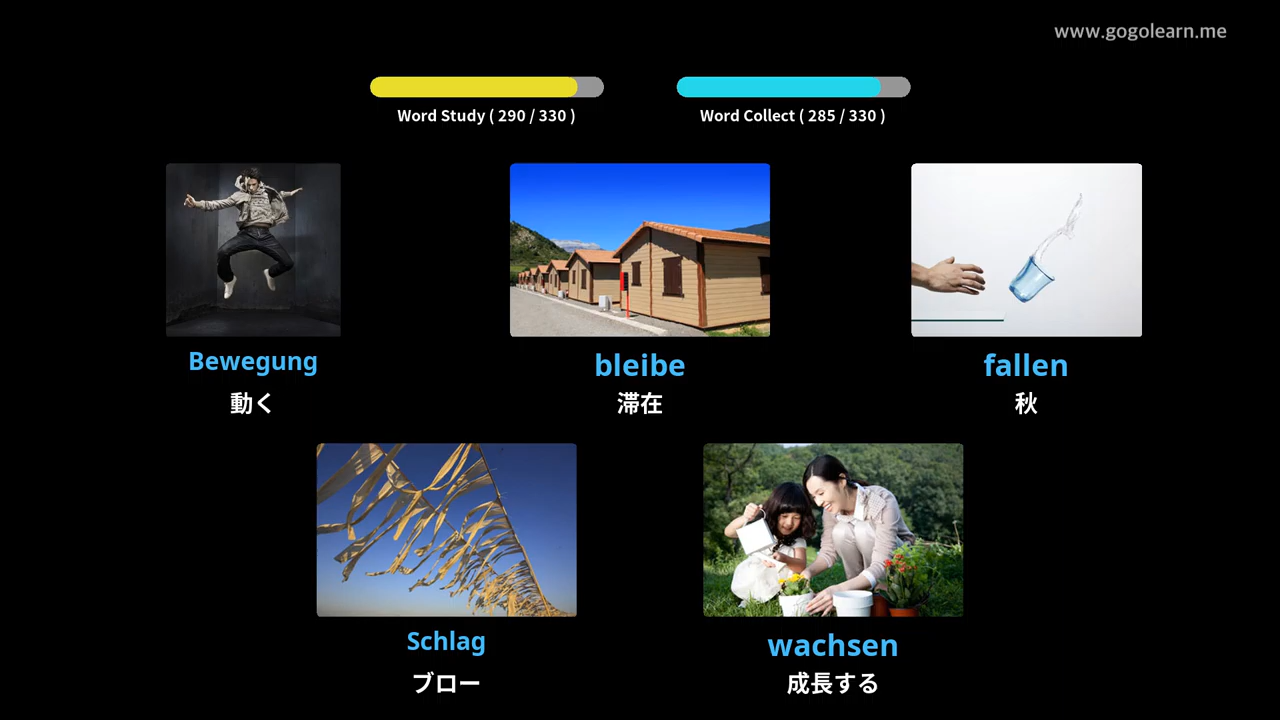 www.gogolearn.me
Word Study ( 290 / 330 )
Word Collect ( 285 / 330 )
Bewegung
動く
bleibe
滞在
fallen
秋
Schlag
ブロー
wachsen
成長する